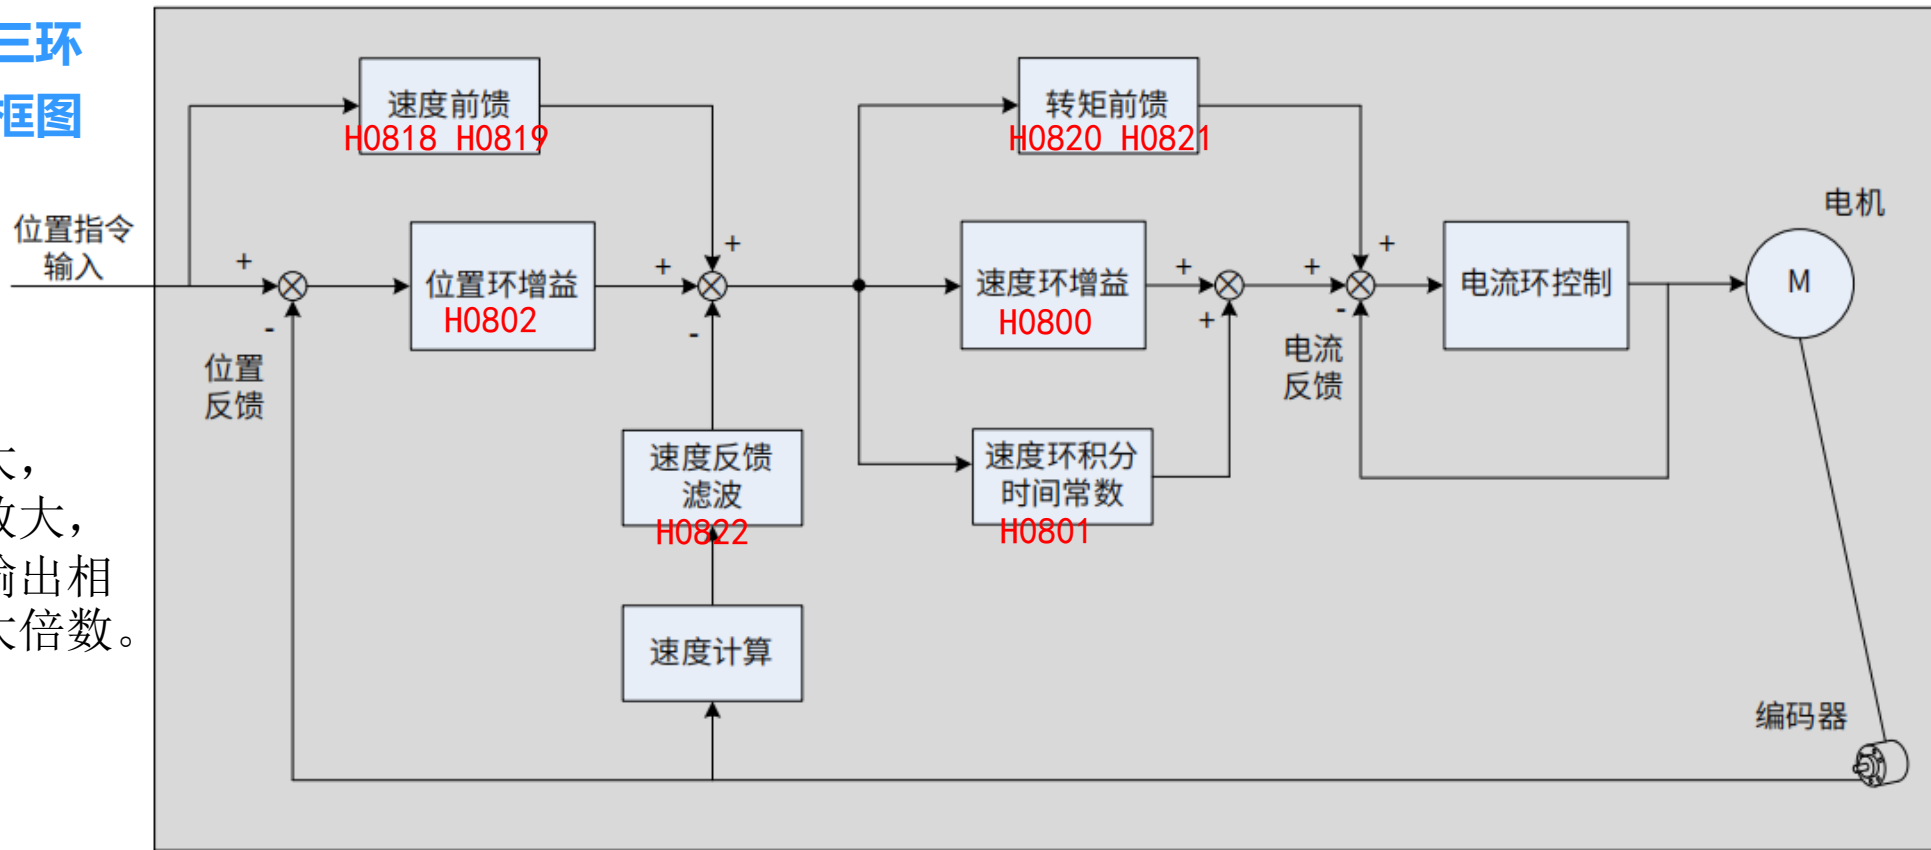 三环
框图
速度前馈
H0818 H0819
转矩前馈
H0820 H0821
电机
位置指令
输入
+
位置环增益
H0802
+
+
-
速度环增益
H0800
+
+
+
+
-
电流环控制
M
-
位置
反馈
电流
反馈
大，
放大，
输出相
大倍数。
速度反馈
滤波
H0822
速度环积分
时间常数
H0801
速度计算
编码器